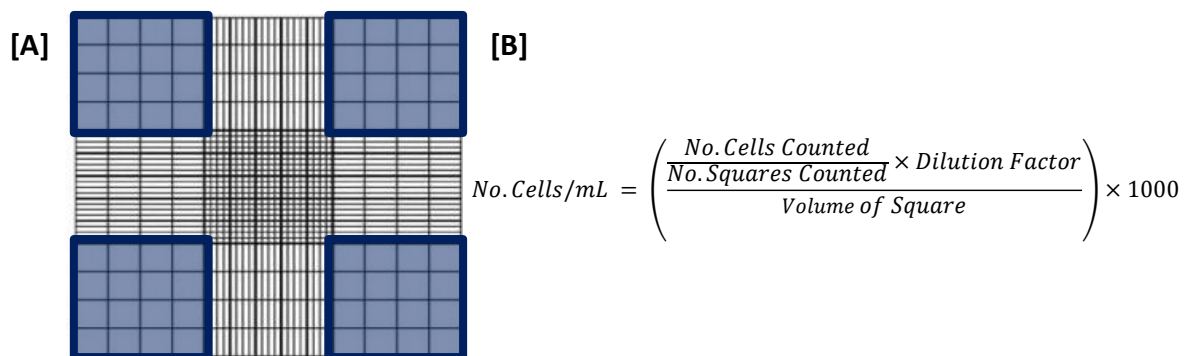 [A]
[B]
No. Cells/mL = ( No. Cells Counted / No. Squares Counted × Dilution Factor / Volume of Square ) × 1000